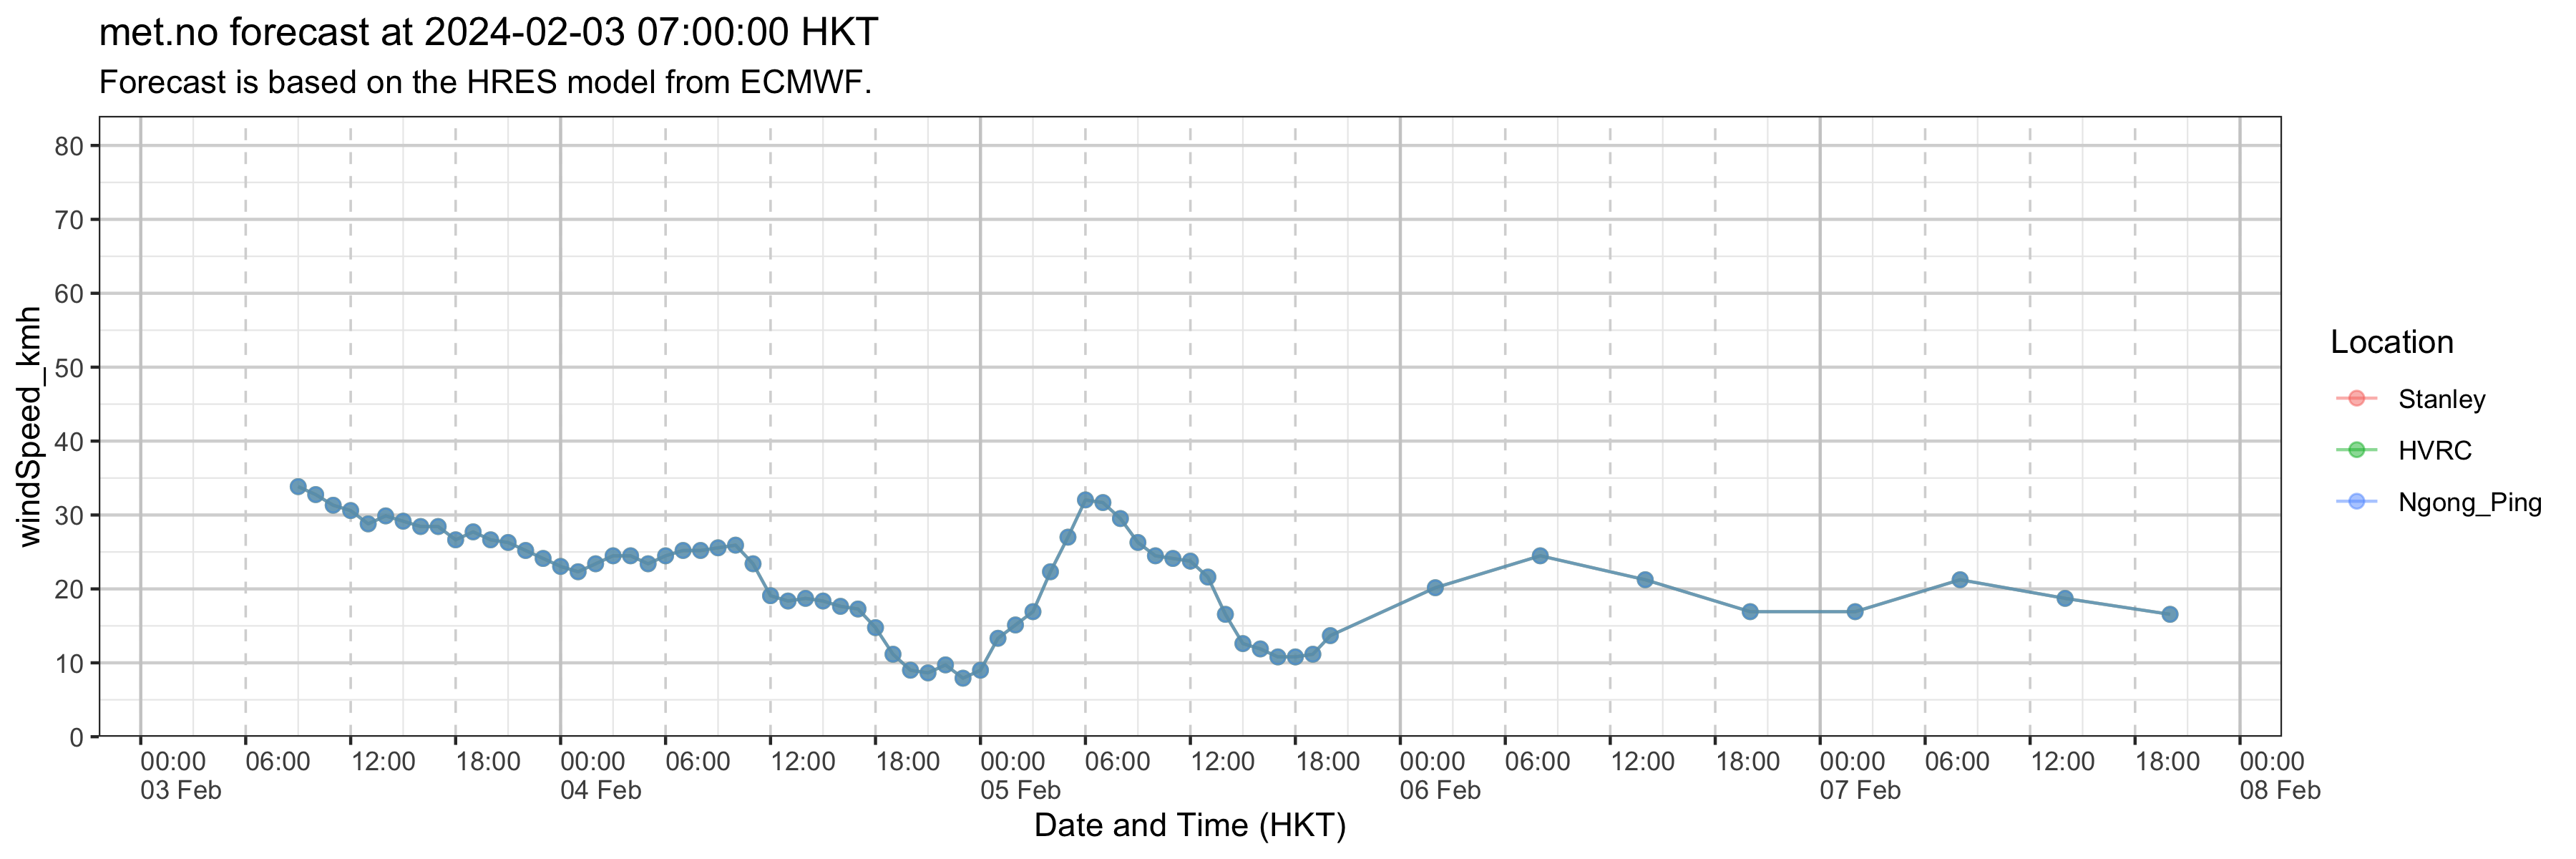 met.no forecast at 2024-02-03 07:00:00 HKT
Forecast is based on the HRES model from ECMWF.
windSpeed_kmh
80
70
60
50
40
30
20
10
0
00:00 06:00 12:00 18:00 00:00 06:00 12:00 18:00 00:00 06:00 12:00 18:00 00:00 06:00 12:00 18:00 00:00 06:00 12:00 18:00 00:00
03 Feb 04 Feb 05 Feb 06 Feb 07 Feb 08 Feb
Date and Time (HKT)
Location
Stanley
HVRC
Ngong_Ping